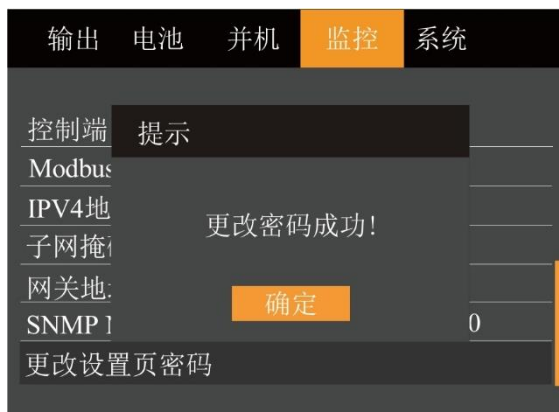 输出 电池 并机 监控 系统
控制端
提示
Modbus
IPV4地
更改密码成功!
子网掩
网关地
确定
SNMP
0
更改设置页密码